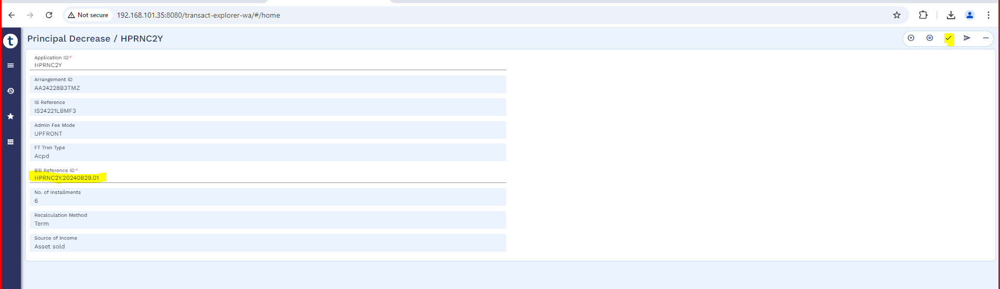 Not secure
192.168.101.35:8080/transact-explorer-wa/#/home
t
Principal Decrease / HPRNC2Y
Application ID*
HPRNC2Y
Arrangement ID
AA24228B3TMZ
IS Reference
IS24221LBMF3
Admin Fee Mode
UPFRONT
FT Trxn Type
Acpd
Bill Reference ID*
HPRNC2Y.20240829.01
No. of Installments
6
Recalculation Method
Term
Source of Income
Asset sold